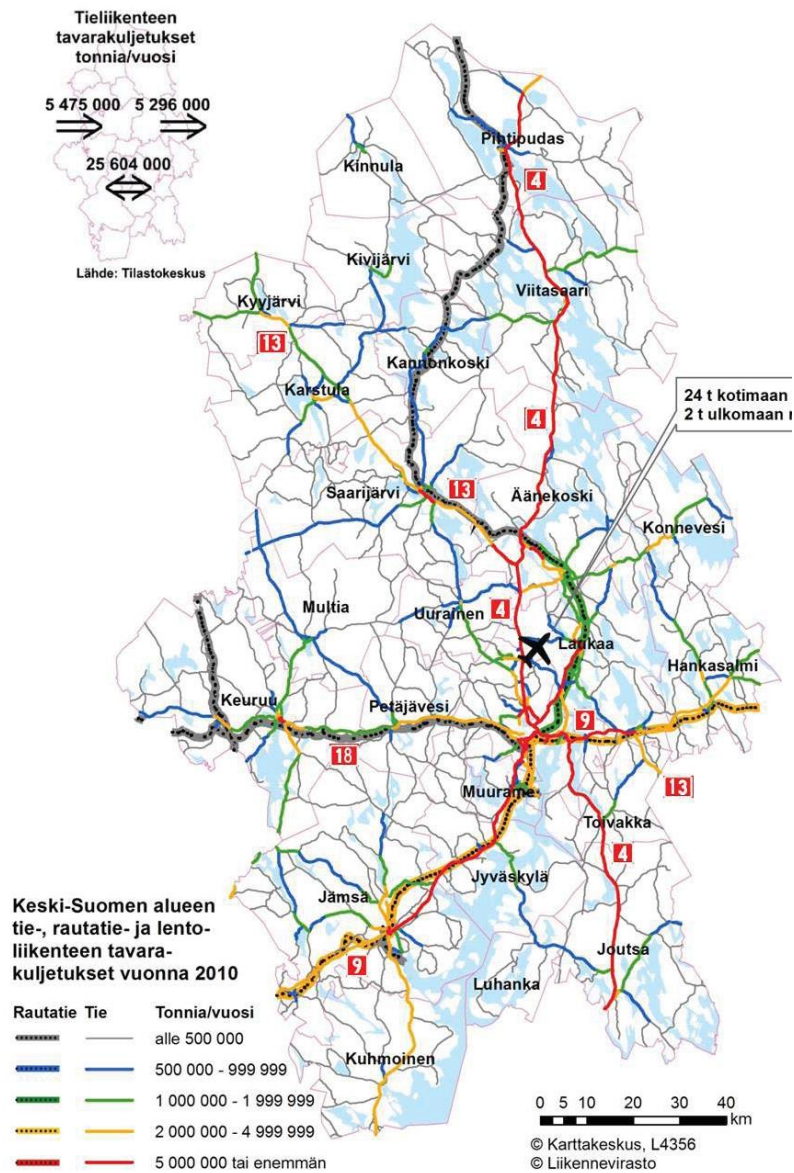 Tieliikenteen
tavarakuljetukset
tonnia/vuosi
5 475 000
5 296 000
25 604 000
Lähde: Tilastokeskus
Pihtipudas
Kinnula
4
Kivijärvi
Viitasaari
Kyyjärvi
13
Kannonkoski
Karstula
24 t kotimaan
2 t ulkomaan r
4
Saarijärvi
13
Äänekoski
Konnevesi
Multia
Uurainen
4
Laukaa
Hankasalmi
Keuruu
Petäjävesi
9
18
13
Muurame
Toivakka
4
Jyväskylä
Jämsä
Joutsa
Keski-Suomen alueen
tie-, rautatie- ja lento-
liikenteen tavara-
kuljetukset vuonna 2010
9
Luhanka
Rautatie Tie Tonnia/vuosi
alle 500 000
500 000 - 999 999
Kuhmoinen
1 000 000 - 1 999 999
2 000 000 - 4 999 999
5 000 000 tai enemmän
0 5 10 20 30 40
km
© Karttakeskus, L4356
© Liikennevirasto